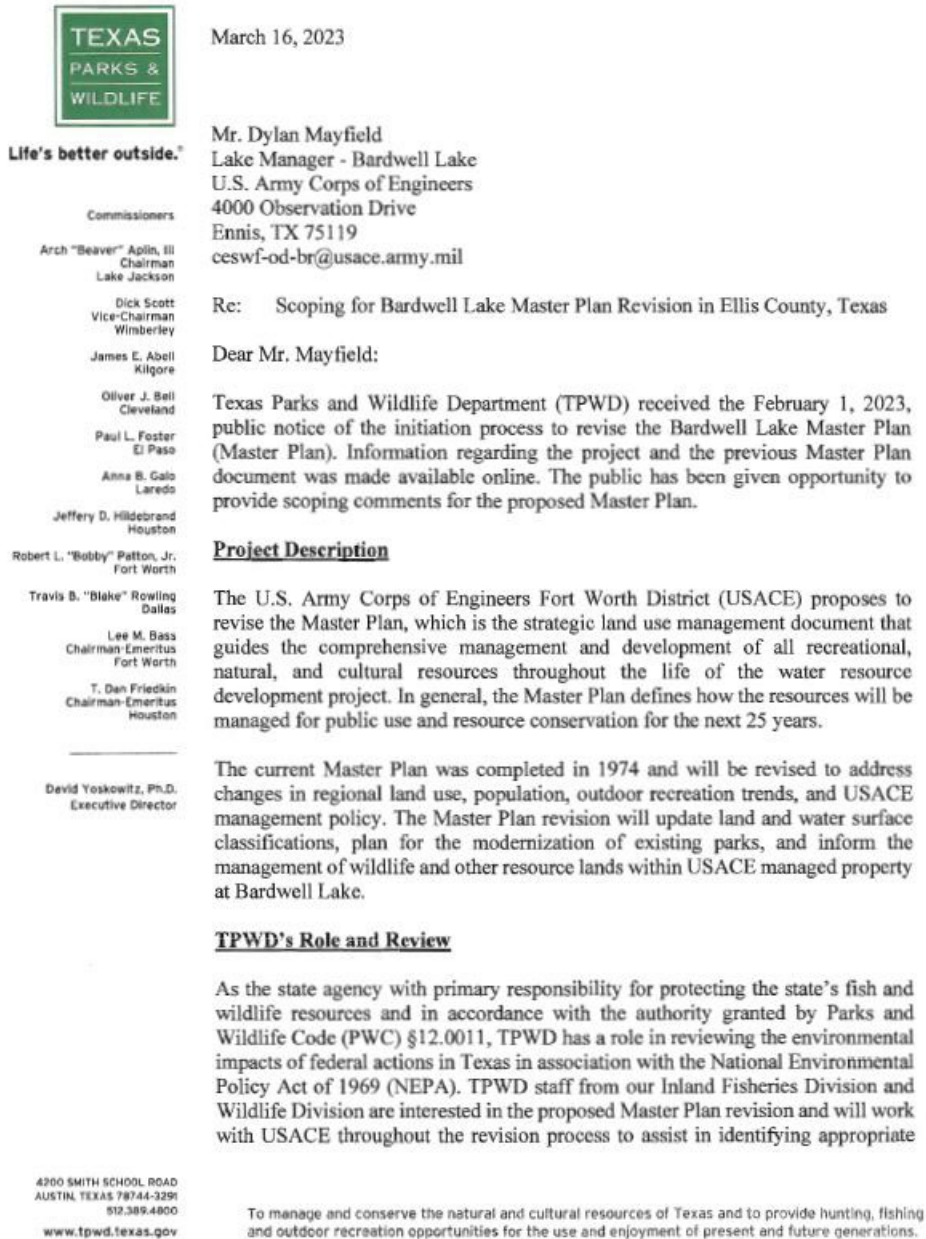 TEXAS
PARKS &
WILDLIFE
Life's better outside.®
Commissioners
Arch "Beaver" Aplin, III
Chairman
Lake Jackson
Dick Scott
Vice-Chairman
Wimberley
James E. Abell
Kilgore
Oliver J. Bell
Cleveland
Paul L. Foster
El Paso
Anna B. Galo
Laredo
Jeffery D. Hildebrand
Houston
Robert L. "Bobby" Patton, Jr.
Fort Worth
Travis B. "Blake" Rowling
Dallas
Lee M. Bass
Chairman-Emeritus
Fort Worth
T. Dan Friedkin
Chairman-Emeritus
Houston
David Yoskowitz, Ph.D.
Executive Director
March 16, 2023
Mr. Dylan Mayfield
Lake Manager - Bardwell Lake
U.S. Army Corps of Engineers
4000 Observation Drive
Ennis, TX 75119
ceswf-od-br@usace.army.mil
Re: Scoping for Bardwell Lake Master Plan Revision in Ellis County, Texas
Dear Mr. Mayfield:
Texas Parks and Wildlife Department (TPWD) received the February 1, 2023,
public notice of the initiation process to revise the Bardwell Lake Master Plan
(Master Plan). Information regarding the project and the previous Master Plan
document was made available online. The public has been given opportunity to
provide scoping comments for the proposed Master Plan.
Project Description
The U.S. Army Corps of Engineers Fort Worth District (USACE) proposes to
revise the Master Plan, which is the strategic land use management document that
guides the comprehensive management and development of all recreational,
natural, and cultural resources throughout the life of the water resource
development project. In general, the Master Plan defines how the resources will be
managed for public use and resource conservation for the next 25 years.
The current Master Plan was completed in 1974 and will be revised to address
changes in regional land use, population, outdoor recreation trends, and USACE
management policy. The Master Plan revision will update land and water surface
classifications, plan for the modernization of existing parks, and inform the
management of wildlife and other resource lands within USACE managed property
at Bardwell Lake.
TPWD's Role and Review
As the state agency with primary responsibility for protecting the state's fish and
wildlife resources and in accordance with the authority granted by Parks and
Wildlife Code (PWC) §12.0011, TPWD has a role in reviewing the environmental
impacts of federal actions in Texas in association with the National Environmental
Policy Act of 1969 (NEPA). TPWD staff from our Inland Fisheries Division and
Wildlife Division are interested in the proposed Master Plan revision and will work
with USACE throughout the revision process to assist in identifying appropriate
4200 SMITH SCHOOL ROAD
AUSTIN, TEXAS 78744-3291
512.389.4800
www.tpwd.texas.gov
To manage and conserve the natural and cultural resources of Texas and to provide hunting, fishing
and outdoor recreation opportunities for the use and enjoyment of present and future generations.